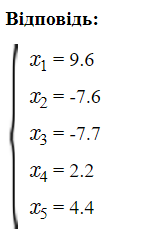 Відповідь:
x₁ = 9.6
x₂ = -7.6
x₃ = -7.7
x₄ = 2.2
x₅ = 4.4